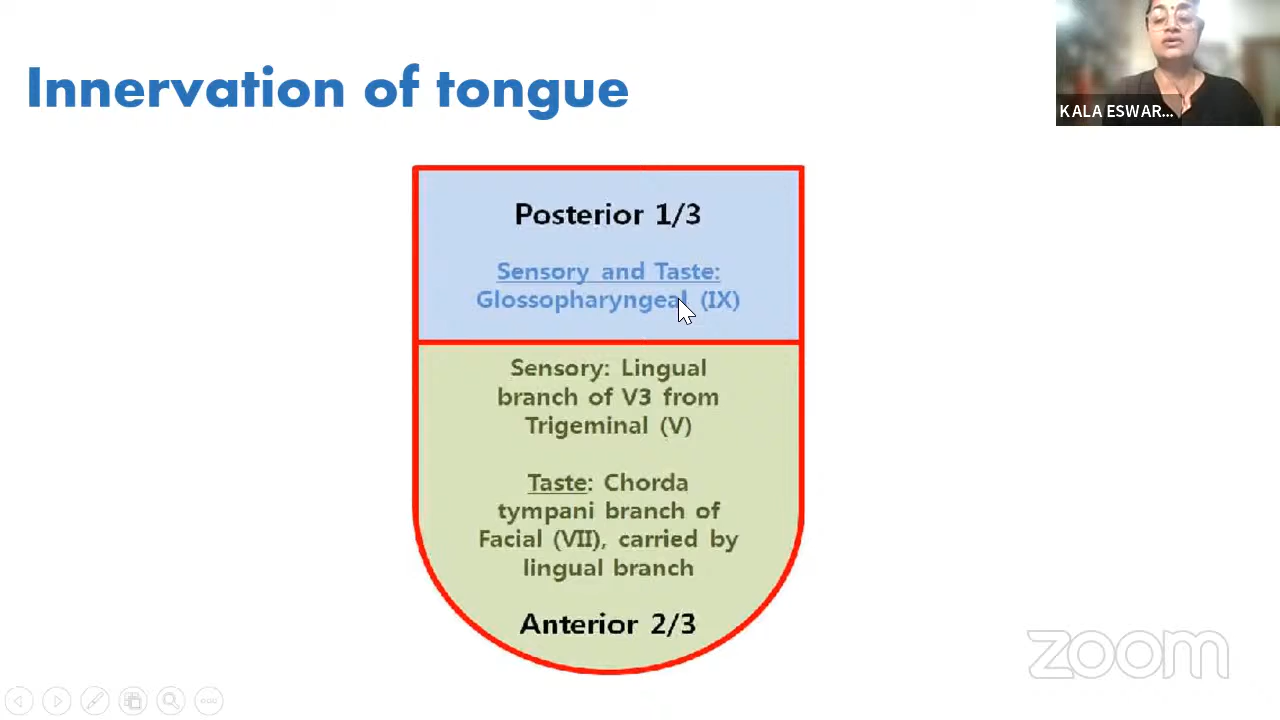 Innervation of tongue
KALA ESWAR...
Posterior 1/3
Sensory and Taste:
Glossopharyngeal (IX)
Sensory: Lingual
branch of V3 from
Trigeminal (V)
Taste: Chorda
tympani branch of
Facial (VII), carried by
lingual branch
Anterior 2/3
zoom